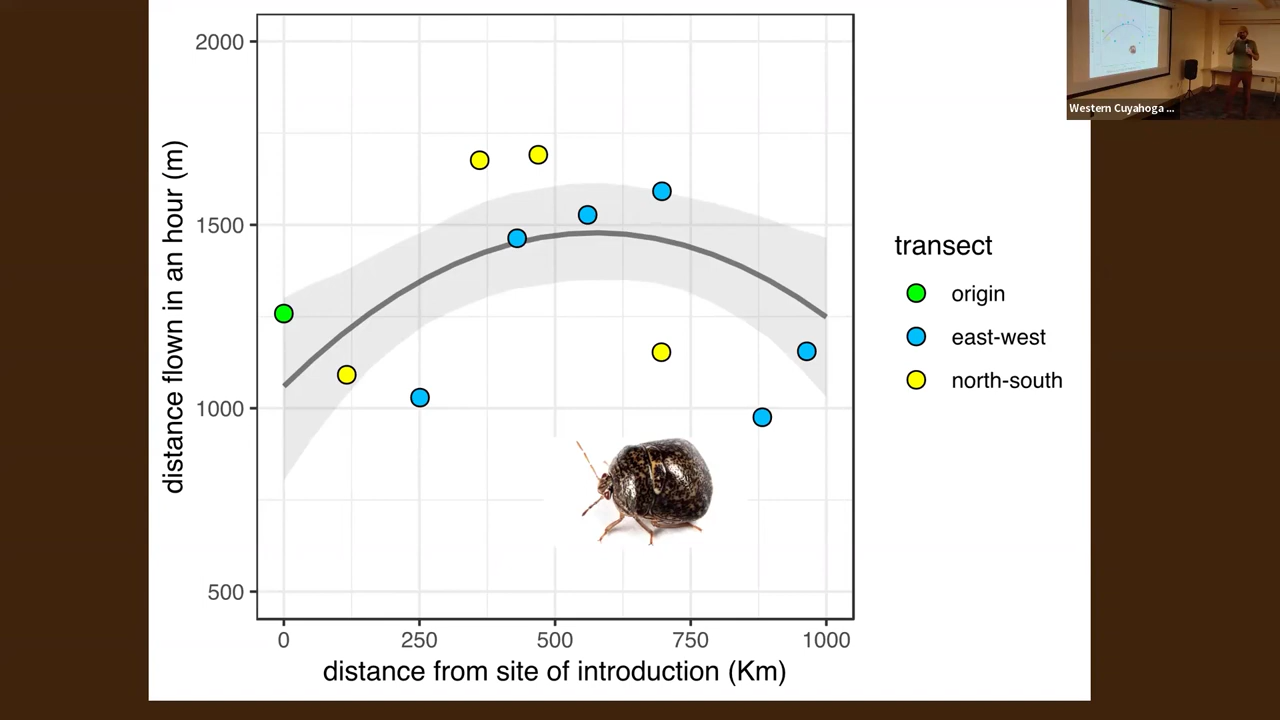 2000
1500
1000
500
distance flown in an hour (m)
0 250 500 750 1000
distance from site of introduction (Km)
transect
origin
east-west
north-south
Western Cuyahoga ...